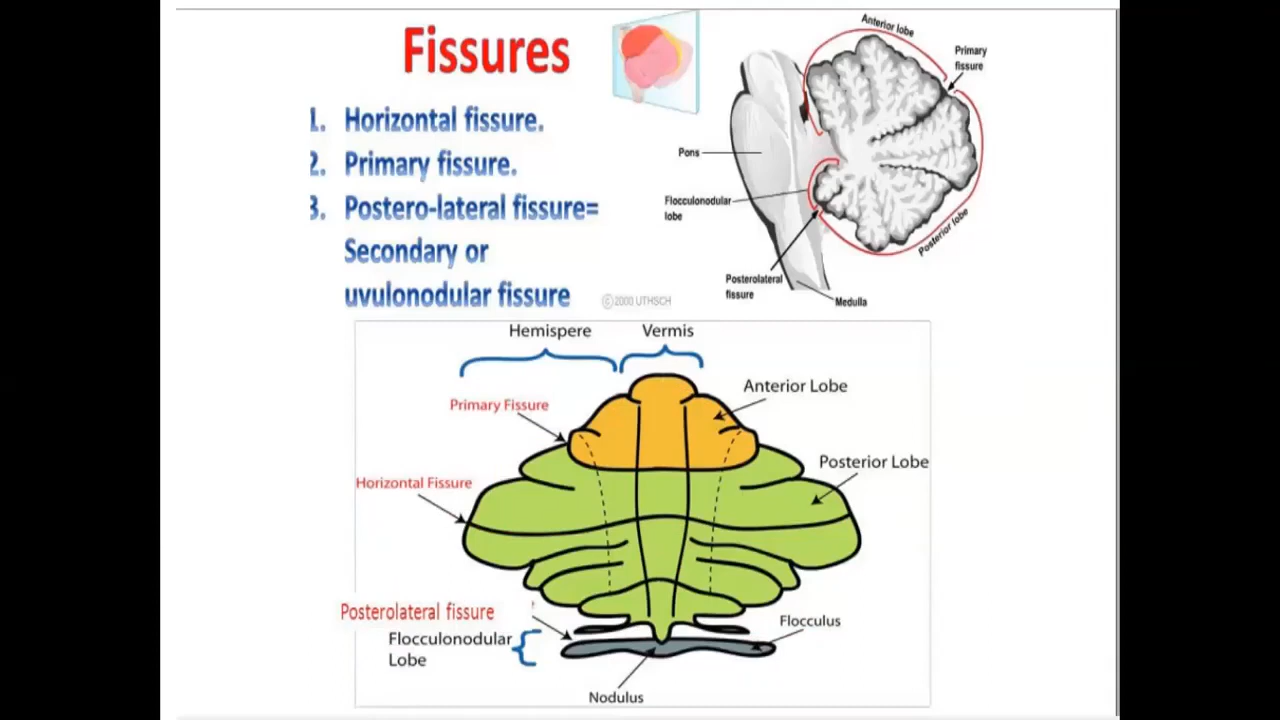 Fissures
1. Horizontal fissure.
2. Primary fissure.
3. Postero-lateral fissure=
Secondary or
uvulonodular fissure
Anterior lobe
Primary
fissure
Pons
Flocculonodular
lobe
Posterior lobe
Posterolateral
fissure
Medulla
©2000 UTHSCH
Hemispere
Vermis
Primary Fissure
Anterior Lobe
Posterior Lobe
Horizontal Fissure
Posterolateral fissure
Flocculonodular
Lobe
Flocculus
Nodulus